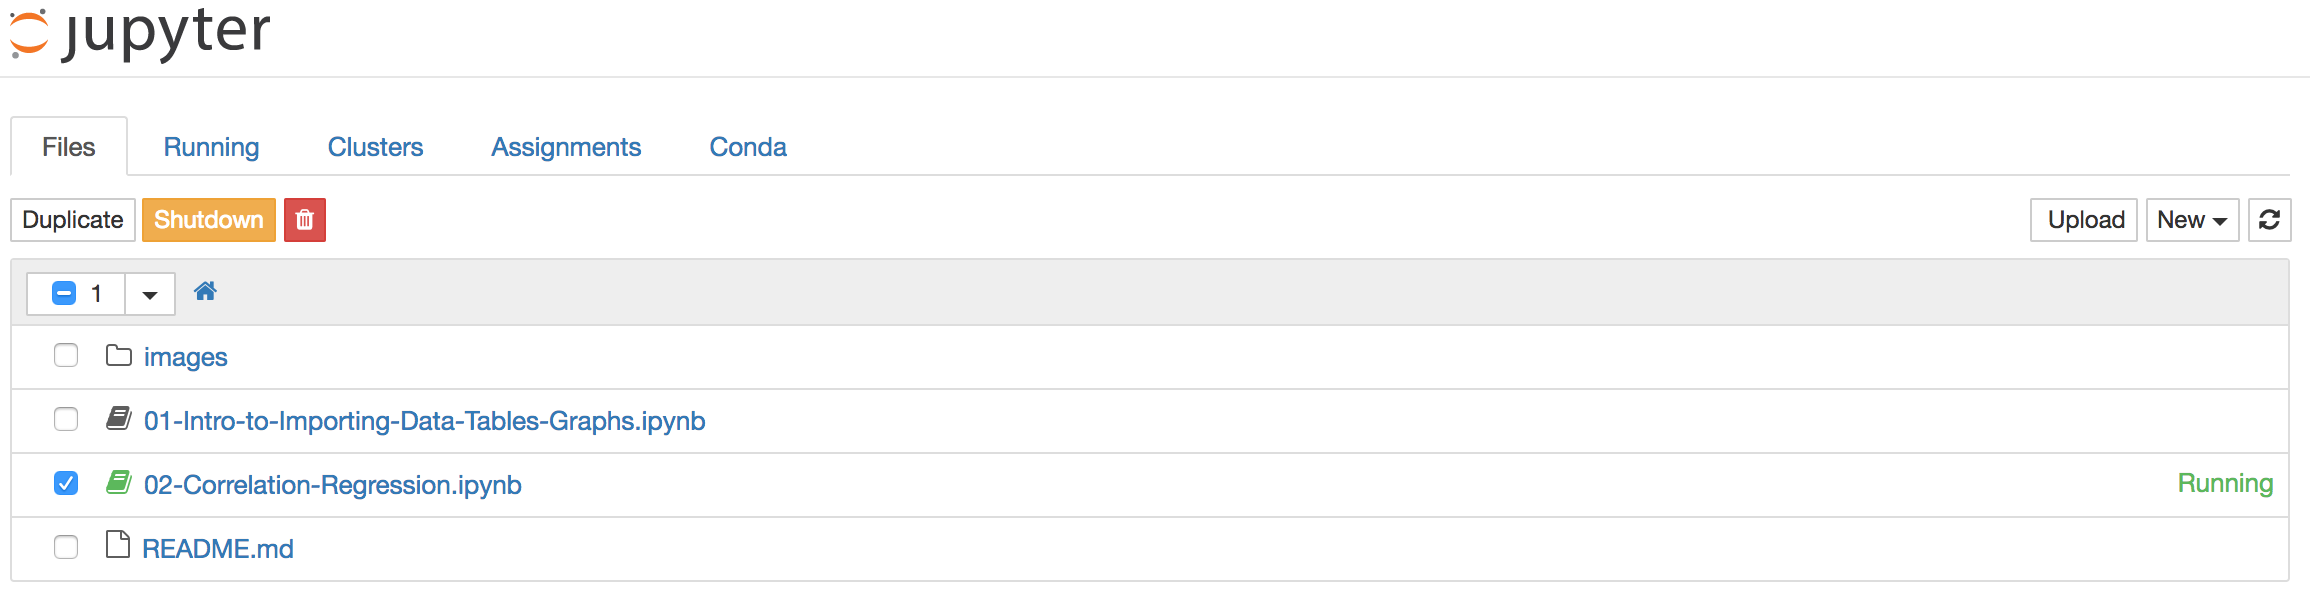 jupyter
Files Running Clusters Assignments Conda
Duplicate Shutdown Upload New
1
images
01-Intro-to-Importing-Data-Tables-Graphs.ipynb
02-Correlation-Regression.ipynb Running
README.md